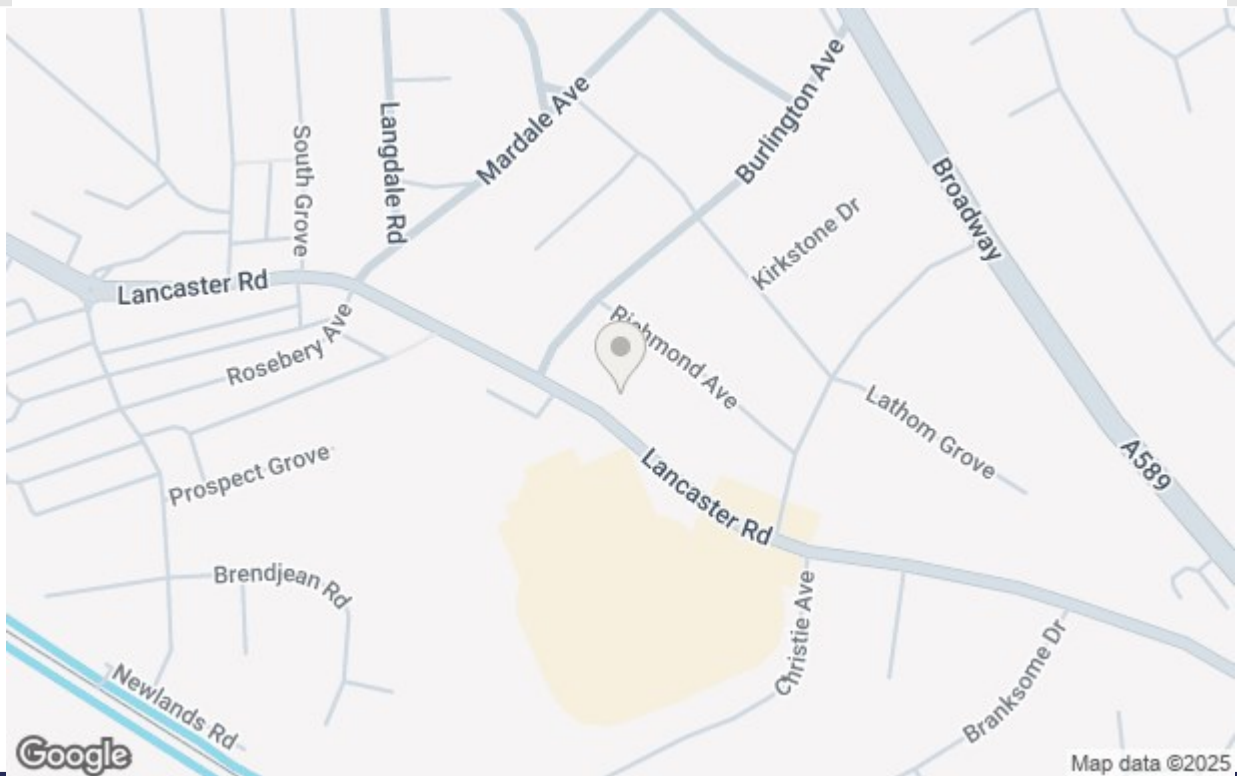 Burlington Ave
Mardale Ave
Langdale Rd
South Grove
Broadway
Kirkstone Dr
Lancaster Rd
Richmond Ave
Rosebery Ave
Lathom Grove
A589
Prospect Grove
Lancaster Rd
Brendjean Rd
Christie Ave
Branksome Dr
Newlands Rd
Google
Map data ©2025